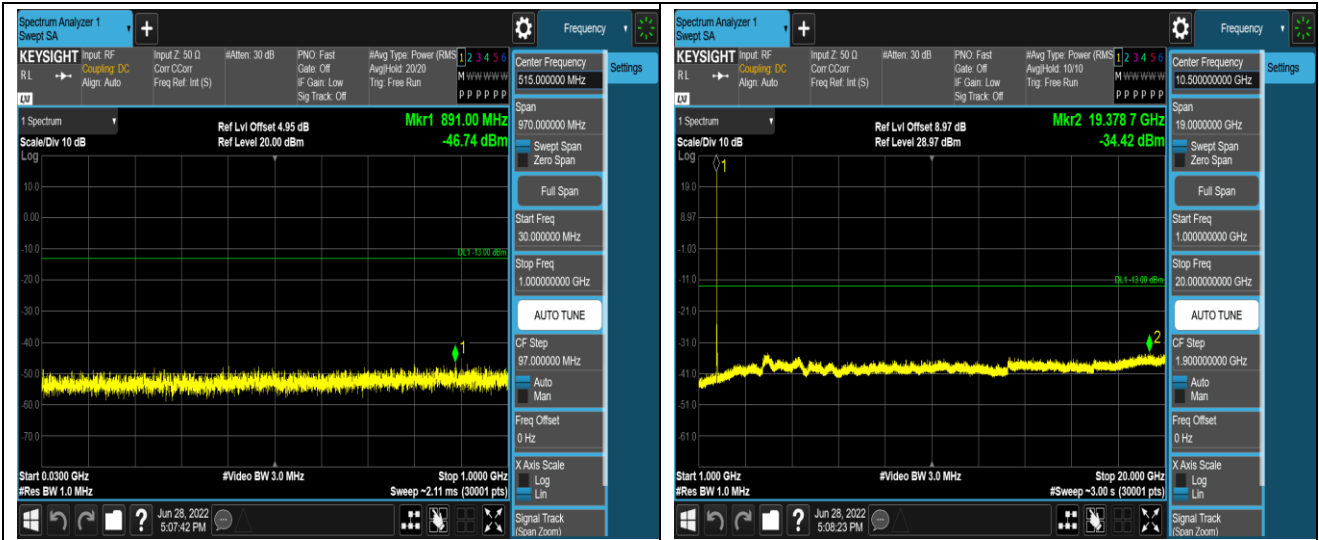 Spectrum Analyzer 1
Swept SA
Frequency
KEYSIGHT
Input: RF
Coupling: DC
Align: Auto
Input Z: 50 Ω
Corr CCorr
Freq Ref: Int (S)
#Atten: 30 dB
PNO: Fast
Gate: Off
IF Gain: Low
Sig Track: Off
#Avg Type: Power (RMS
Avg|Hold: 20/20
Trig: Free Run
1 2 3 4 5 6
M W W W W W
P P P P P P
RL
LXI
1 Spectrum
Scale/Div 10 dB
Log
Ref Lvl Offset 4.95 dB
Ref Level 20.00 dBm
Mkr1 891.00 MHz
-46.74 dBm
10.0
0.00
-10.0
DL1 -13.00 dBm
-20.0
-30.0
-40.0
1
-50.0
-60.0
-70.0
Start 0.0300 GHz
#Res BW 1.0 MHz
#Video BW 3.0 MHz
Stop 1.0000 GHz
Sweep ~2.11 ms (30001 pts)
Jun 28, 2022
5:07:42 PM
Center Frequency
515.000000 MHz
Settings
Span
970.000000 MHz
Swept Span
Zero Span
Full Span
Start Freq
30.000000 MHz
Stop Freq
1.000000000 GHz
AUTO TUNE
CF Step
97.000000 MHz
Auto
Man
Freq Offset
0 Hz
X Axis Scale
Log
Lin
Signal Track
(Span Zoom)
Spectrum Analyzer 1
Swept SA
Frequency
KEYSIGHT
Input: RF
Coupling: DC
Align: Auto
Input Z: 50 Ω
Corr CCorr
Freq Ref: Int (S)
#Atten: 30 dB
PNO: Fast
Gate: Off
IF Gain: Low
Sig Track: Off
#Avg Type: Power (RMS
Avg|Hold: 10/10
Trig: Free Run
1 2 3 4 5 6
M W W W W W
P P P P P P
RL
LXI
1 Spectrum
Scale/Div 10 dB
Log
Ref Lvl Offset 8.97 dB
Ref Level 28.97 dBm
Mkr2 19.378 7 GHz
-34.42 dBm
1
19.0
8.97
-1.03
-11.0
DL1 -13.00 dBm
-21.0
-31.0
2
-41.0
-51.0
-61.0
Start 1.000 GHz
#Res BW 1.0 MHz
#Video BW 3.0 MHz
Stop 20.000 GHz
#Sweep ~3.00 s (30001 pts)
Jun 28, 2022
5:08:23 PM
Center Frequency
10.500000000 GHz
Settings
Span
19.0000000 GHz
Swept Span
Zero Span
Full Span
Start Freq
1.000000000 GHz
Stop Freq
20.000000000 GHz
AUTO TUNE
CF Step
1.900000000 GHz
Auto
Man
Freq Offset
0 Hz
X Axis Scale
Log
Lin
Signal Track
(Span Zoom)